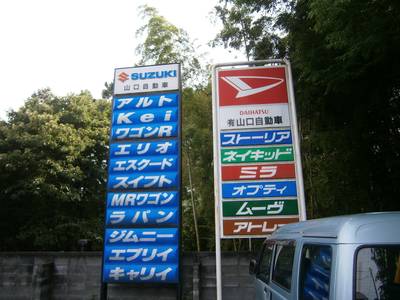 SUZUKI
山口自動車
アルト
Kei
ワゴンR
エリオ
エスクード
スイフト
MRワゴン
ラパン
ジムニー
エブリイ
キャリイ
DAIHATSU
㈲山口自動車
ストーリア
ネイキッド
ミラ
オプティ
ムーヴ
アトレー